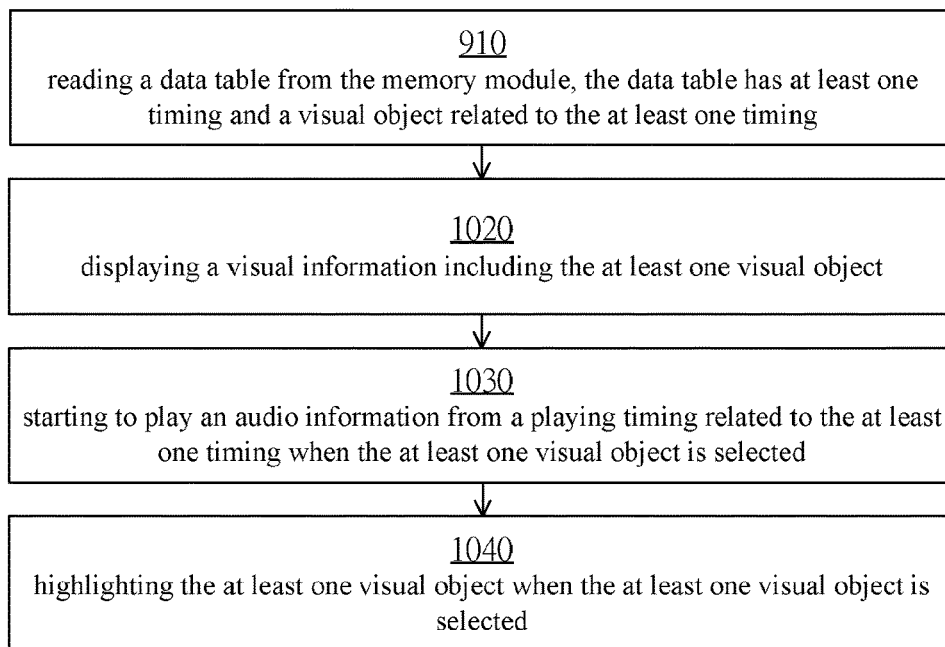 910
reading a data table from the memory module, the data table has at least one
timing and a visual object related to the at least one timing
1020
displaying a visual information including the at least one visual object
1030
starting to play an audio information from a playing timing related to the at least
one timing when the at least one visual object is selected
1040
highlighting the at least one visual object when the at least one visual object is
selected